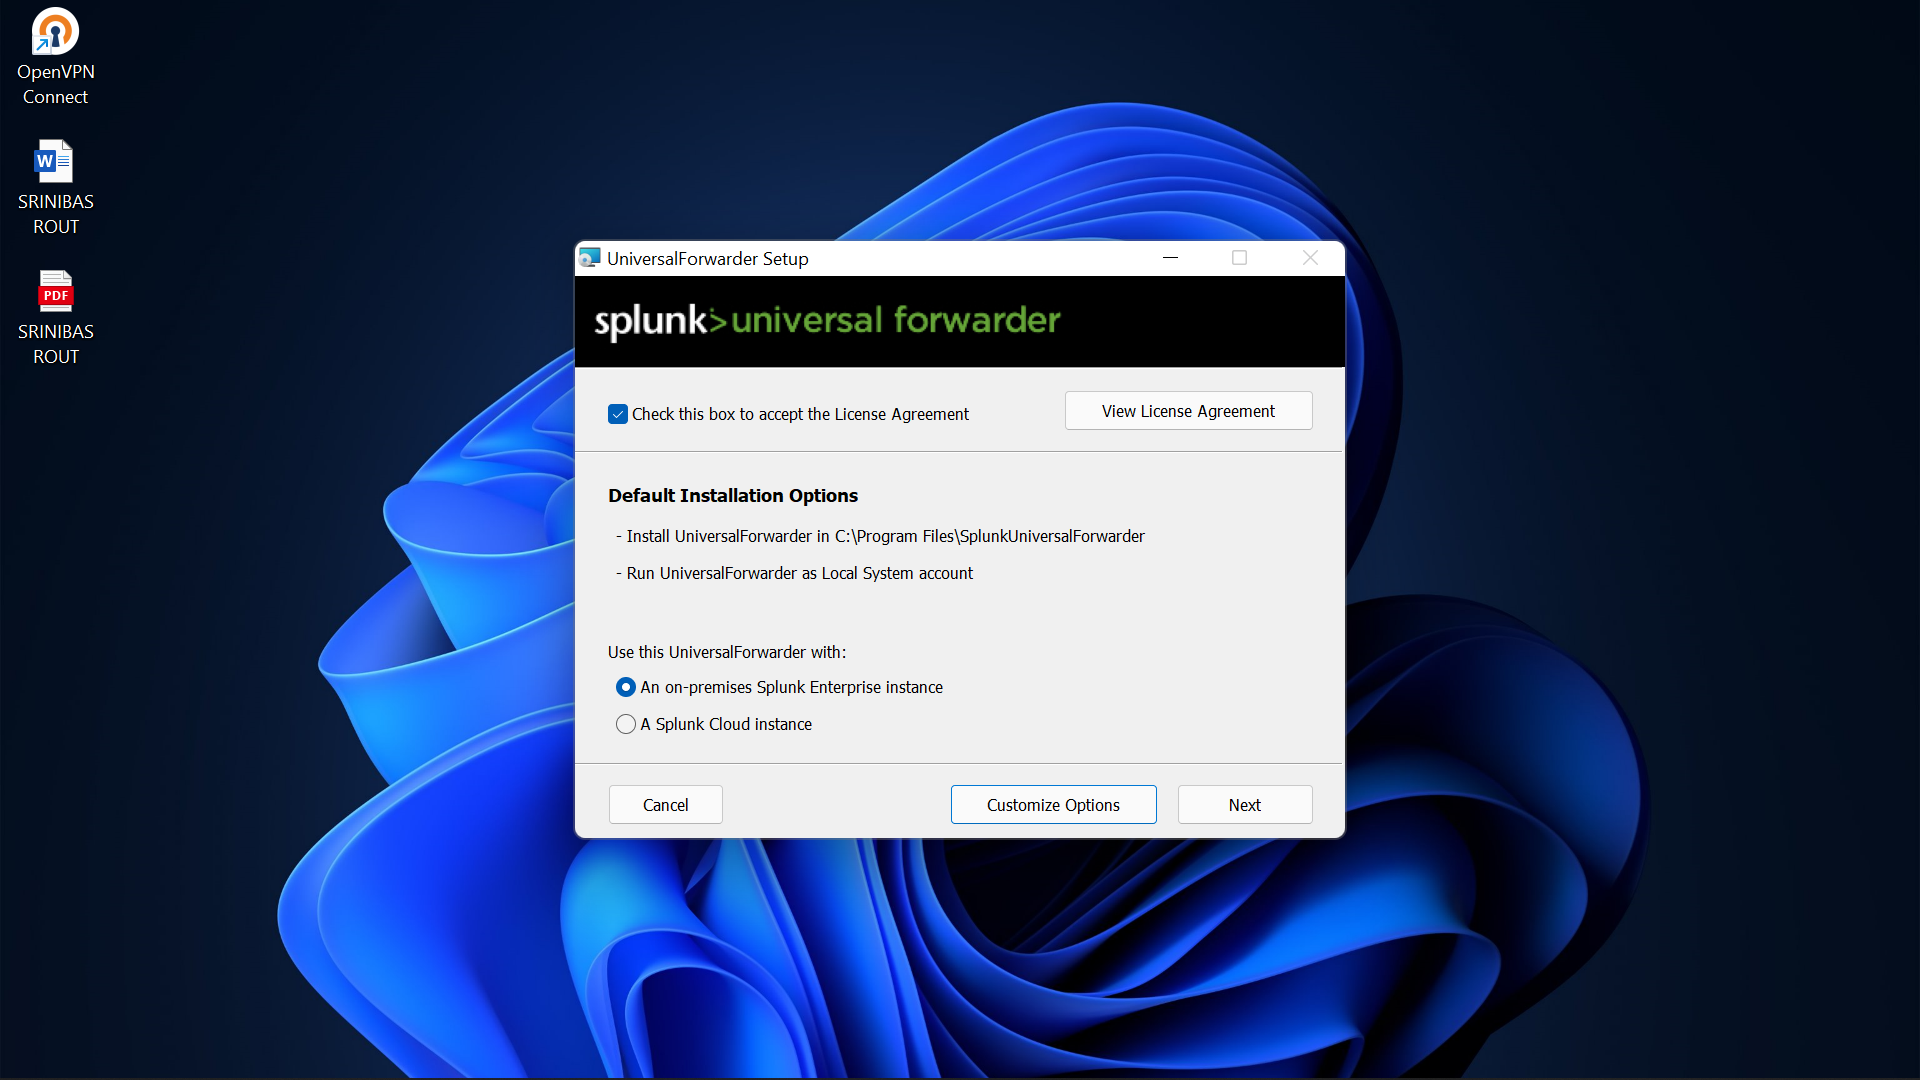 OpenVPN
Connect
SRINIBAS
ROUT
PDF
SRINIBAS
ROUT
W
UniversalForwarder Setup
splunk>universal forwarder
Check this box to accept the License Agreement
View License Agreement
Default Installation Options
- Install UniversalForwarder in C:\Program Files\SplunkUniversalForwarder
- Run UniversalForwarder as Local System account
Use this UniversalForwarder with:
An on-premises Splunk Enterprise instance
A Splunk Cloud instance
Cancel
Customize Options
Next